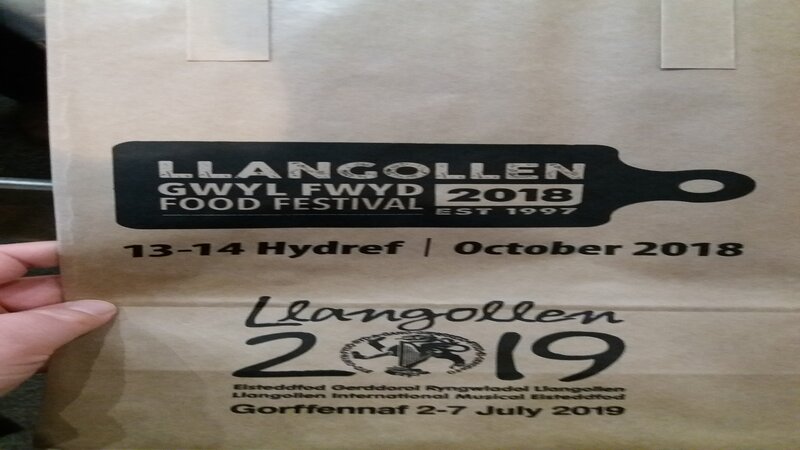 LLANGOLLEN
GWYL FWYD
FOOD FESTIVAL
2018
EST 1997
13-14 Hydref | October 2018
Llangollen
2019
Eisteddfod Gerddorol Ryngwladol Llangollen
Llangollen International Musical Eisteddfod
Gorffennaf 2-7 July 2019